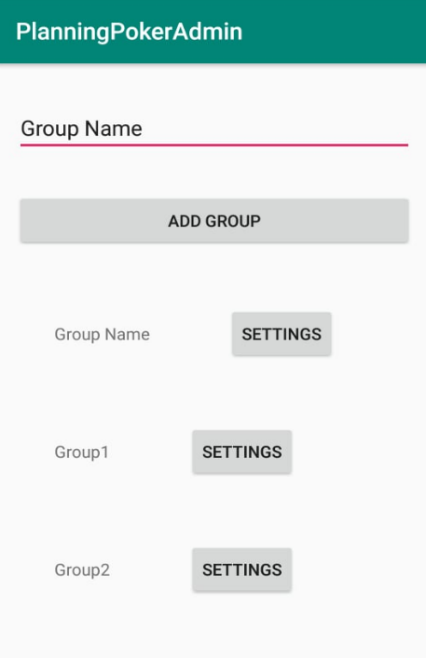 PlanningPokerAdmin
Group Name
ADD GROUP
Group Name SETTINGS
Group1 SETTINGS
Group2 SETTINGS